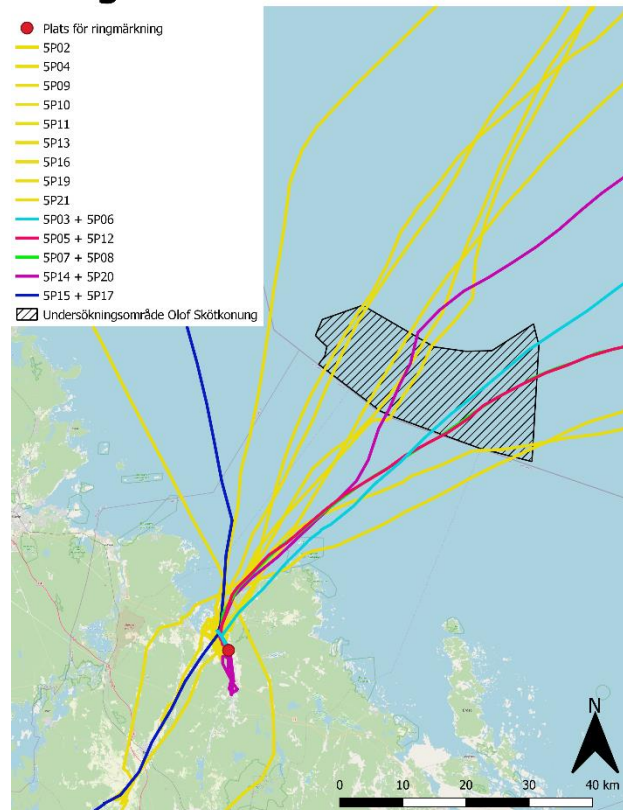 Plats för ringmärkning
5P02
5P04
5P09
5P10
5P11
5P13
5P16
5P19
5P21
5P03 + 5P06
5P05 + 5P12
5P07 + 5P08
5P14 + 5P20
5P15 + 5P17
Undersökningsområde Olof Skötkonung
N
0 10 20 30 40 km